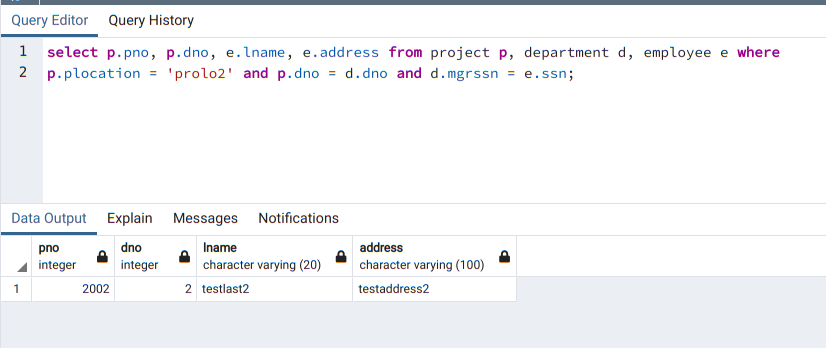 Query Editor Query History
1 select p.pno, p.dno, e.lname, e.address from project p, department d, employee e where
2 p.plocation = 'prolo2' and p.dno = d.dno and d.mgrssn = e.ssn;
Data Output Explain Messages Notifications
pno dno lname address
integer integer character varying (20) character varying (100)
1 2002 2 testlast2 testaddress2